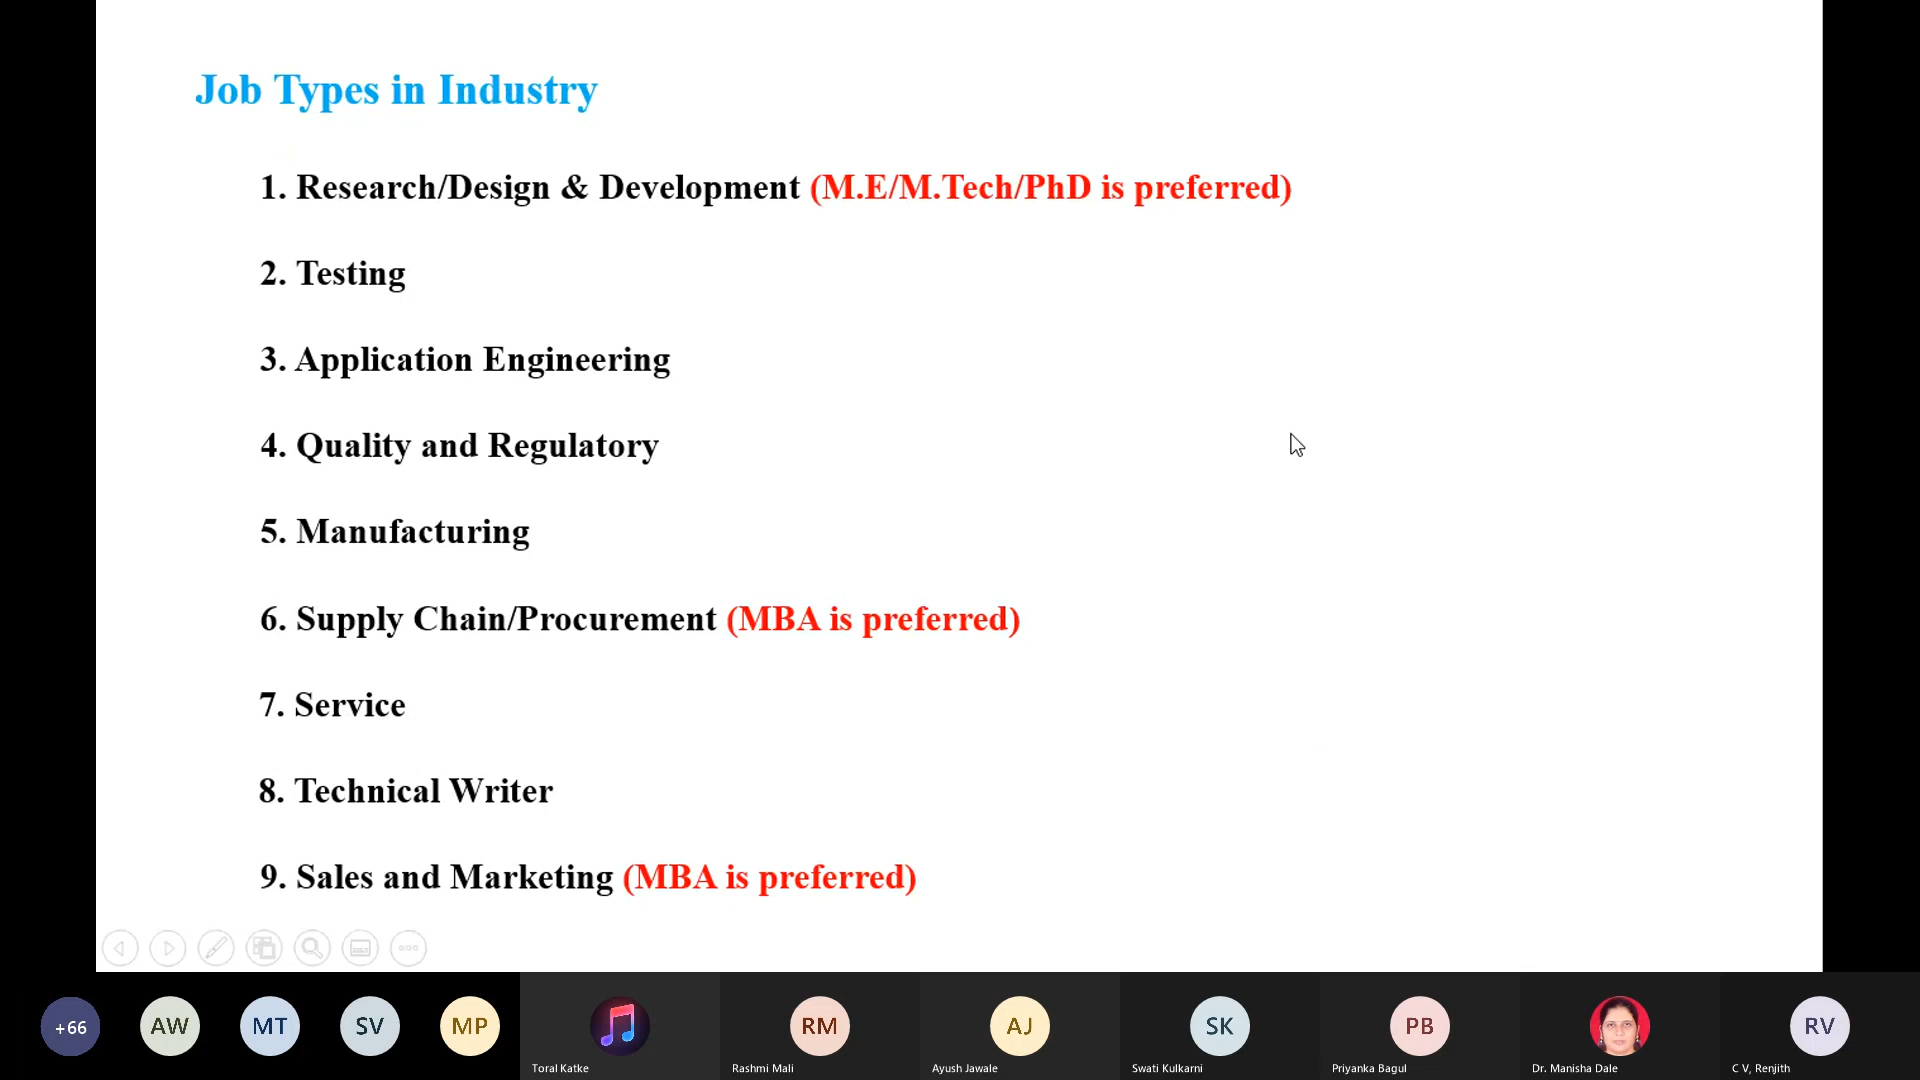 Job Types in Industry
1. Research/Design & Development (M.E/M.Tech/PhD is preferred)
2. Testing
3. Application Engineering
4. Quality and Regulatory
5. Manufacturing
6. Supply Chain/Procurement (MBA is preferred)
7. Service
8. Technical Writer
9. Sales and Marketing (MBA is preferred)
+66 AW MT SV MP RM AJ SK PB RV
Toral Katke Rashmi Mali Ayush Jawale Swati Kulkarni Priyanka Bagul Dr. Manisha Dale C V, Renjith